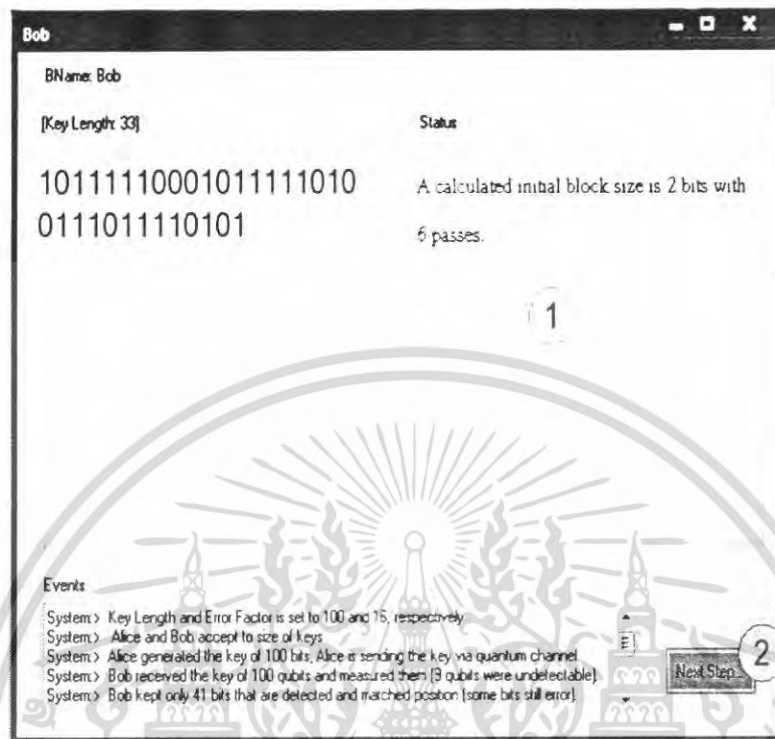 Bob
BName: Bob
[Key Length: 33]
Status
10111110001011111010
0111011110101
A calculated initial block size is 2 bits with
6 passes.
1
Events
System:> Key Length and Error Factor is set to 100 and 15, respectively
System:> Alice and Bob accept to size of keys
System:> Alice generated the key of 100 bits, Alice is sending the key via quantum channel
System:> Bob received the key of 100 qubits and measured them (9 qubits were undetectable)
System:> Bob kept only 41 bits that are detected and matched position (some bits still error)
Next Step...
2